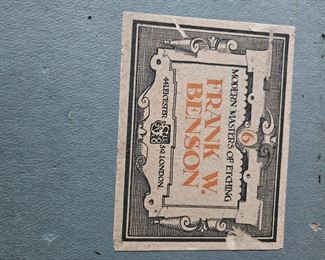 6
MODERN MASTERS OF ETCHING
FRANK W.
BENSON
44 LEICESTER SQ LONDON.